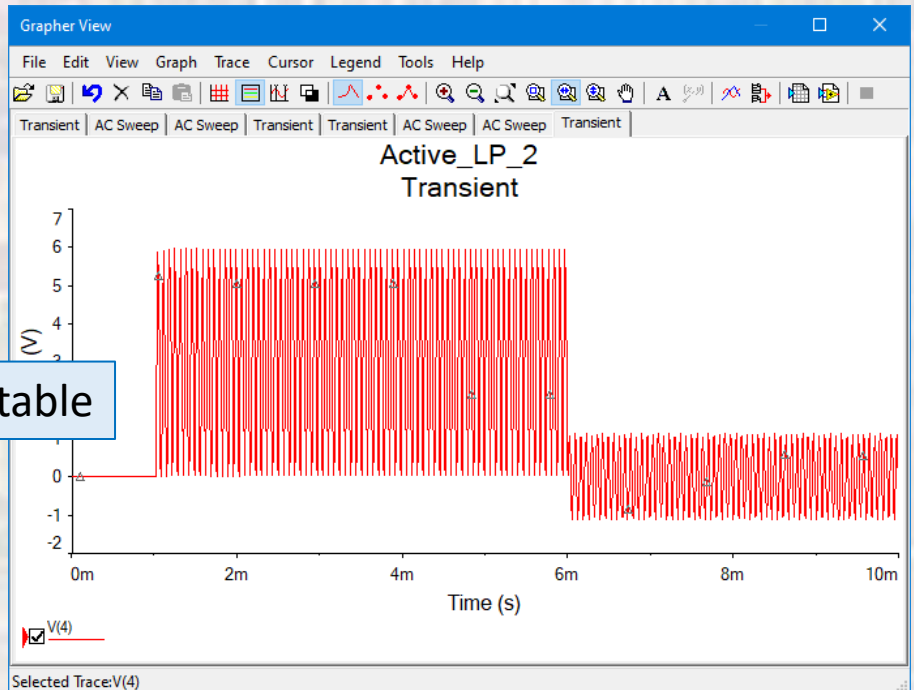 Grapher View
File Edit View Graph Trace Cursor Legend Tools Help
A
Transient AC Sweep AC Sweep Transient Transient AC Sweep AC Sweep Transient
Active_LP_2
Transient
7
6
5
4
(V)
table
0
-1
-2
0m 2m 4m 6m 8m 10m
Time (s)
V(4)
Selected Trace:V(4)